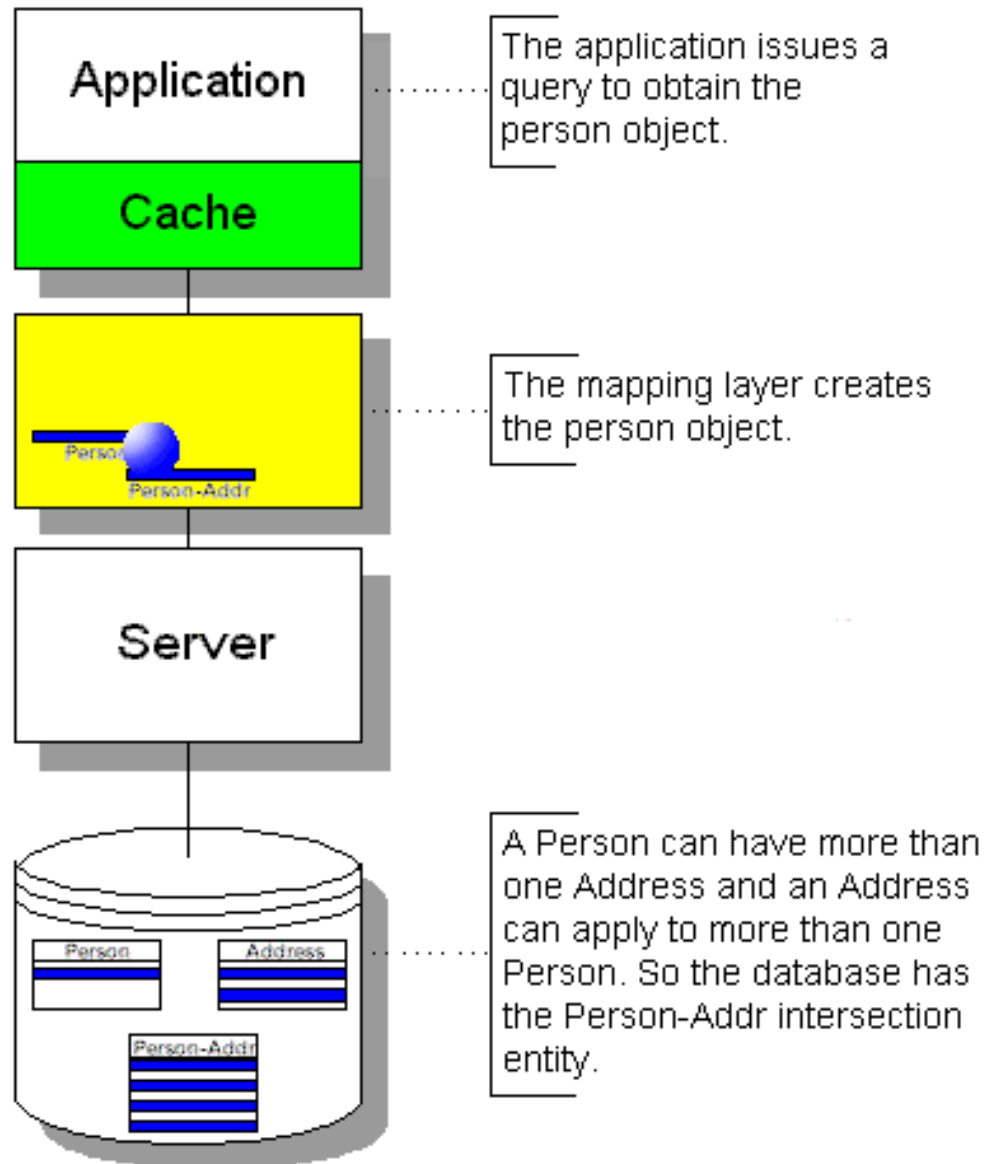 Application
The application issues a
query to obtain the
person object.
Cache
The mapping layer creates
the person object.
Person
Person-Addr
Server
A Person can have more than
one Address and an Address
can apply to more than one
Person. So the database has
the Person-Addr intersection
entity.
Person
Address
Person-Addr